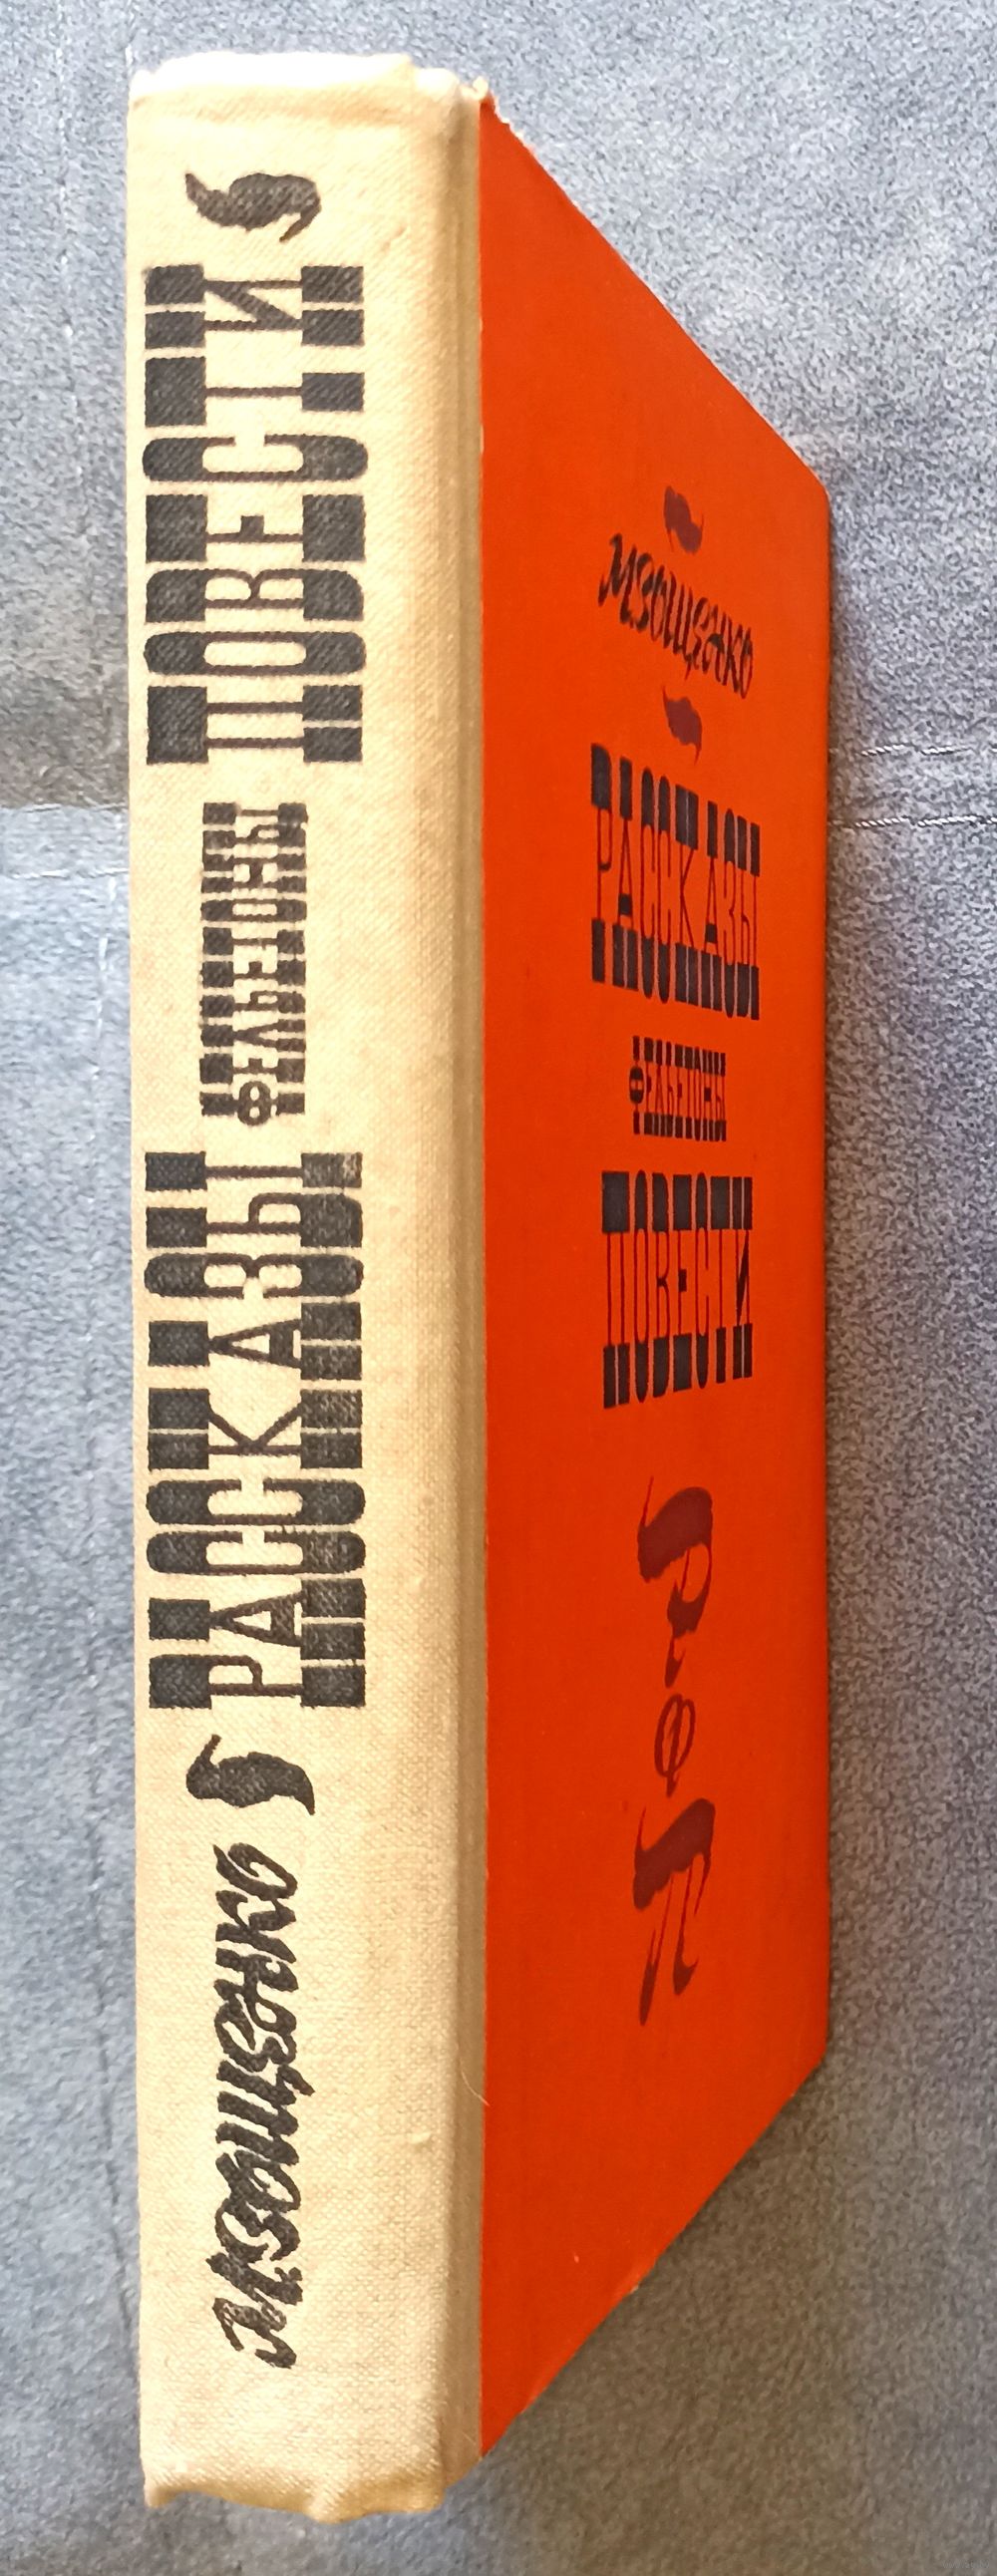 М ЗОЩЕНКО
РАССКАЗЫ
ФЕЛЬЕТОНЫ
ПОВЕСТИ
М ЗОЩЕНКО
РАССКАЗЫ
ФЕЛЬЕТОНЫ
ПОВЕСТИ
Р
Ф
П